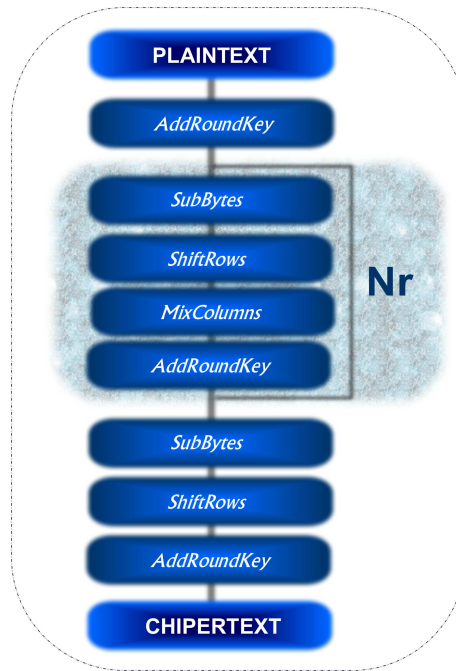 PLAINTEXT
AddRoundKey
SubBytes
ShiftRows
MixColumns
AddRoundKey
Nr
SubBytes
ShiftRows
AddRoundKey
CHIPERTEXT